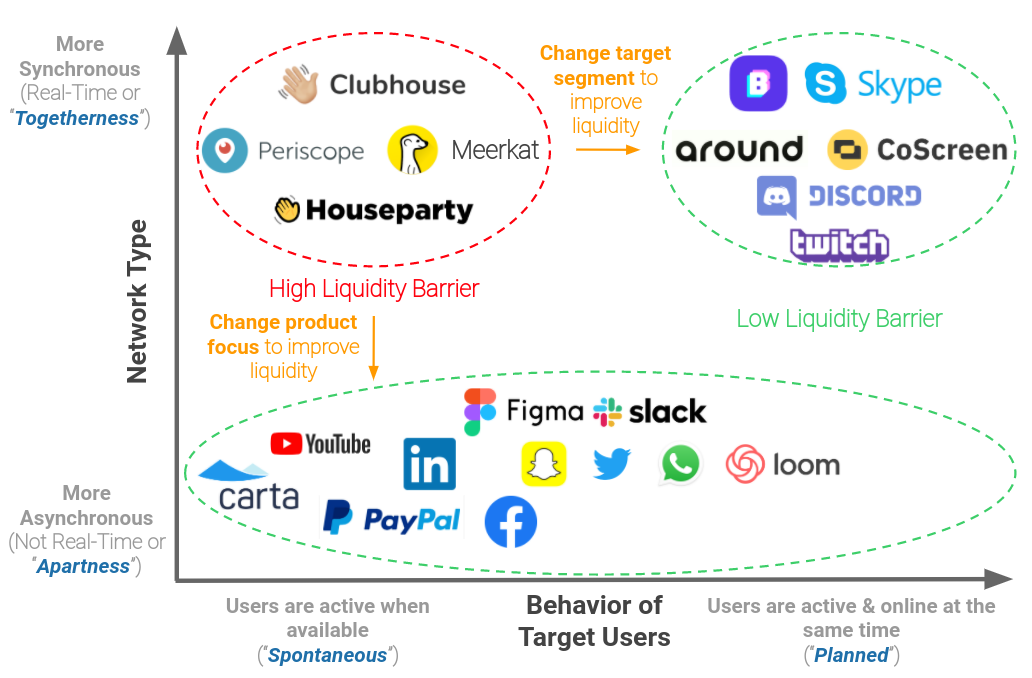 More
Synchronous
(Real-Time or
“Togetherness”)
Clubhouse
Periscope
Meerkat
Houseparty
High Liquidity Barrier
Change target
segment to
improve
liquidity
B
S Skype
around
CoScreen
DISCORD
twitch
Low Liquidity Barrier
Network Type
Change product
focus to improve
liquidity
Figma
slack
YouTube
in
loom
carta
PayPal
f
More
Asynchronous
(Not Real-Time or
“Apartness”)
Users are active when
available
(“Spontaneous”)
Behavior of
Target Users
Users are active & online at the
same time
(“Planned”)